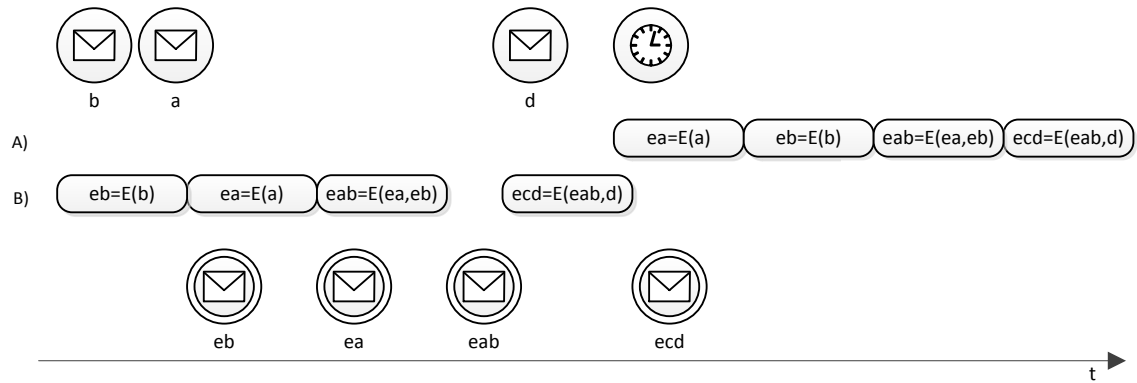 b a d
A) ea=E(a) eb=E(b) eab=E(ea,eb) ecd=E(eab,d)
B) eb=E(b) ea=E(a) eab=E(ea,eb) ecd=E(eab,d)
eb ea eab ecd
t